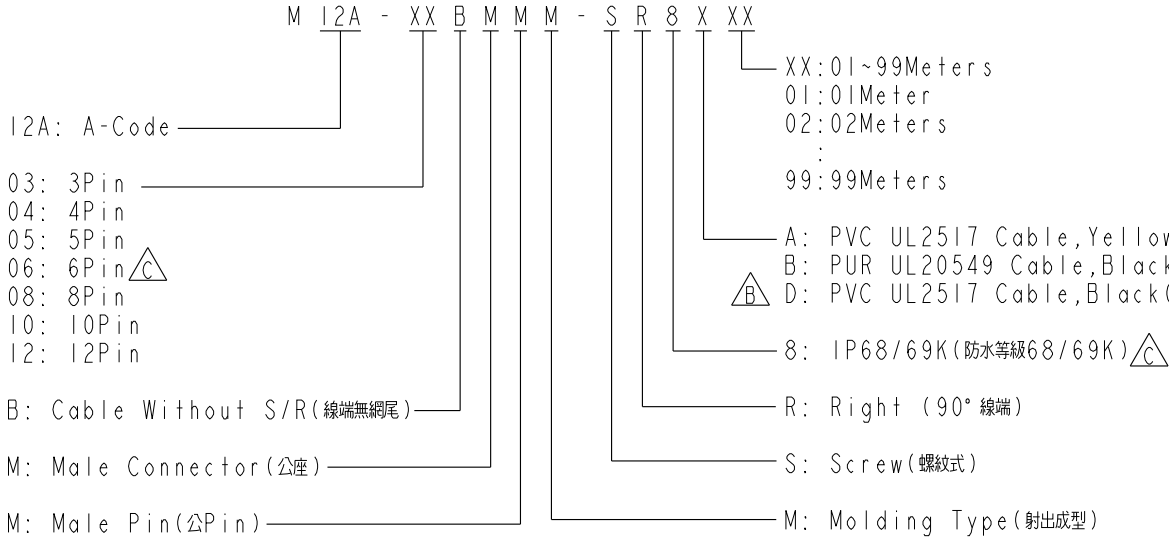 M 12A - XX B M M M - S R 8 X XX
XX:01~99Meters
01:01Meter
02:02Meters
:
99:99Meters
12A: A-Code
03: 3Pin
04: 4Pin
05: 5Pin
06: 6Pin C
08: 8Pin
10: 10Pin
12: 12Pin
A: PVC UL2517 Cable,Yellow
B: PUR UL20549 Cable,Black
B D: PVC UL2517 Cable,Black(
8: IP68/69K(防水等級68/69K) C
B: Cable Without S/R(線端無網尾)
R: Right (90° 線端)
M: Male Connector(公座)
S: Screw(螺紋式)
M: Male Pin(公Pin)
M: Molding Type(射出成型)